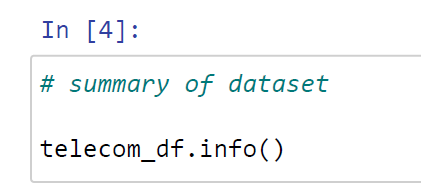 In [4]:
# summary of dataset
telecom_df.info()